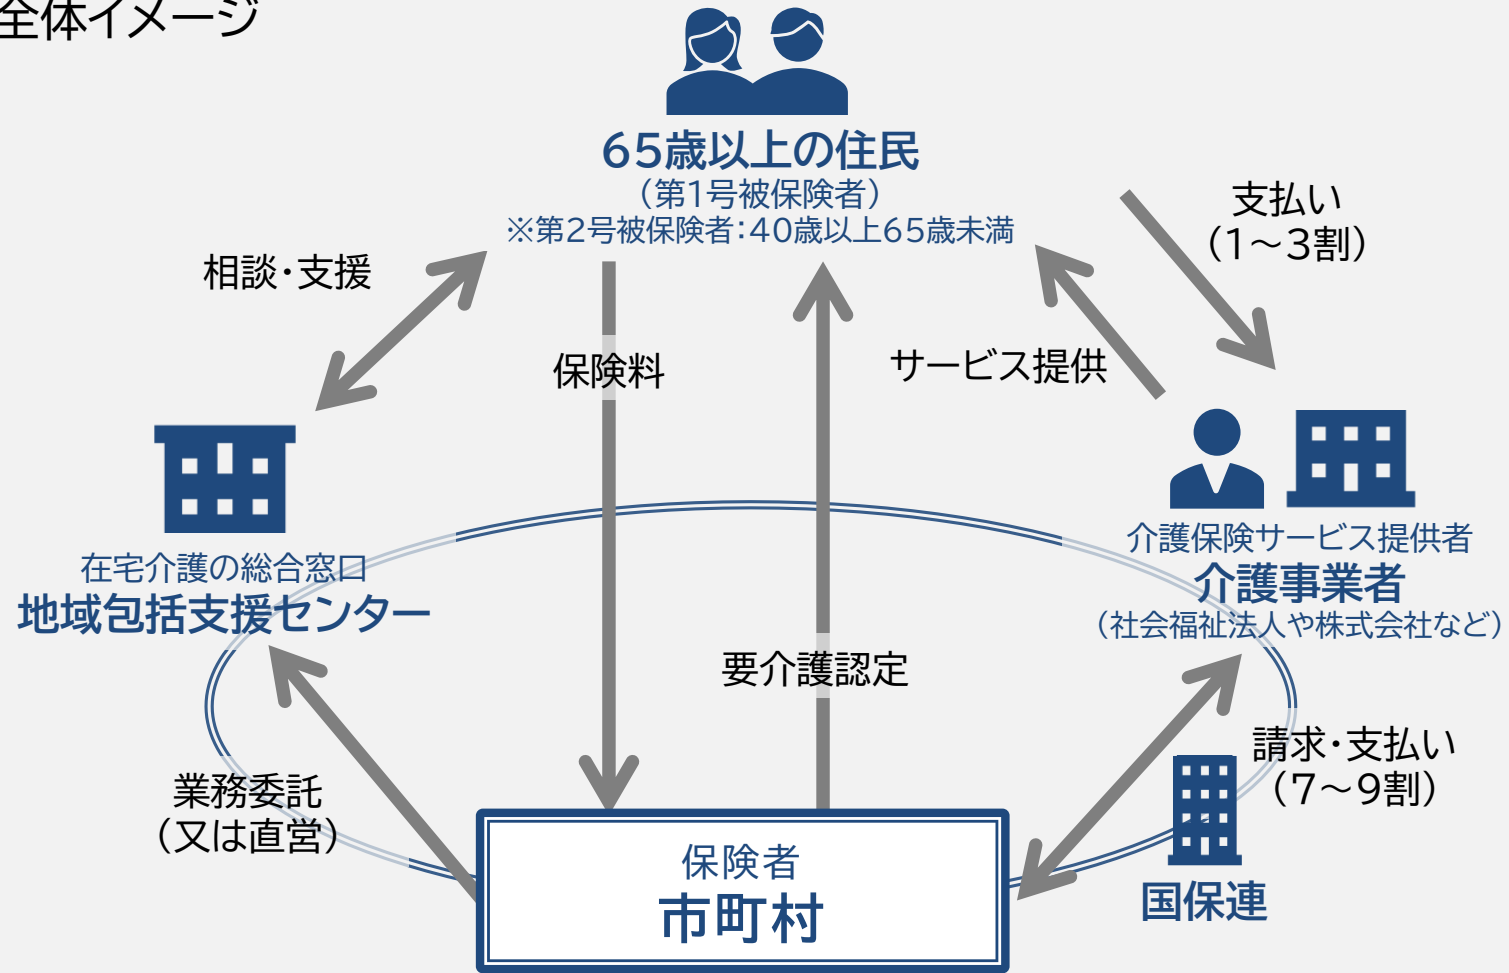 全体イメージ
65歳以上の住民
（第1号被保険者）
※第2号被保険者：40歳以上65歳未満
支払い
（1～3割）
相談・支援
保険料
サービス提供
在宅介護の総合窓口
地域包括支援センター
介護保険サービス提供者
介護事業者
（社会福祉法人や株式会社など）
要介護認定
業務委託
（又は直営）
請求・支払い
（7～9割）
保険者
市町村
国保連